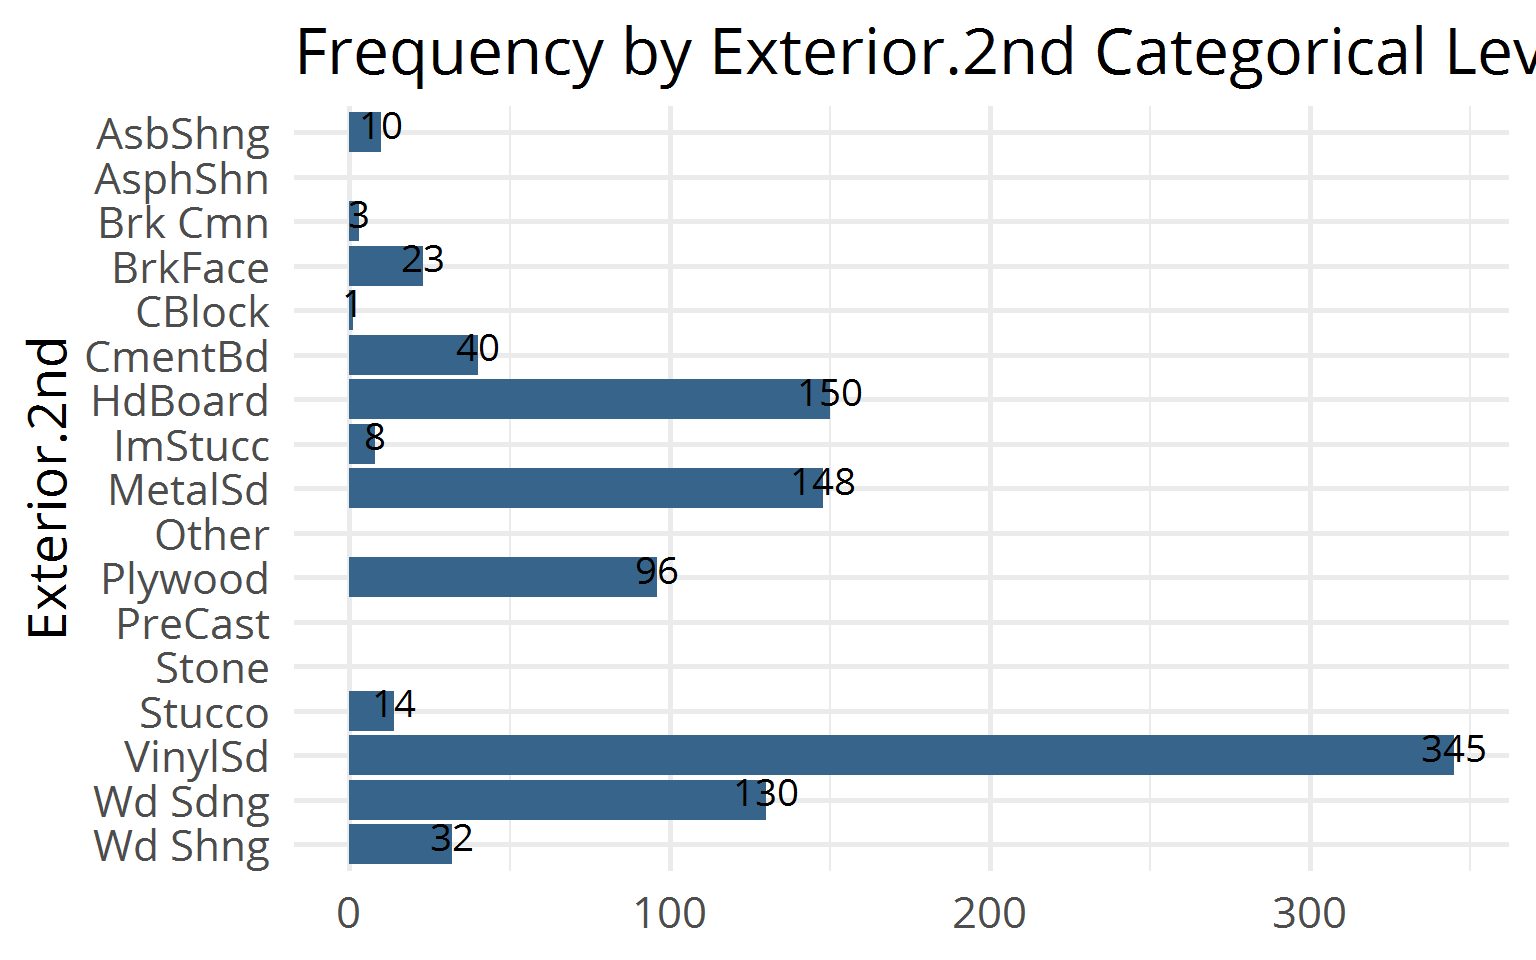 Frequency by Exterior.2nd Categorical Lev
Exterior.2nd
AsbShng 10
AsphShn
Brk Cmn 3
BrkFace 23
CBlock 1
CmentBd 40
HdBoard 150
ImStucc 8
MetalSd 148
Other
Plywood 96
PreCast
Stone
Stucco 14
VinylSd 345
Wd Sdng 130
Wd Shng 32
0 100 200 300